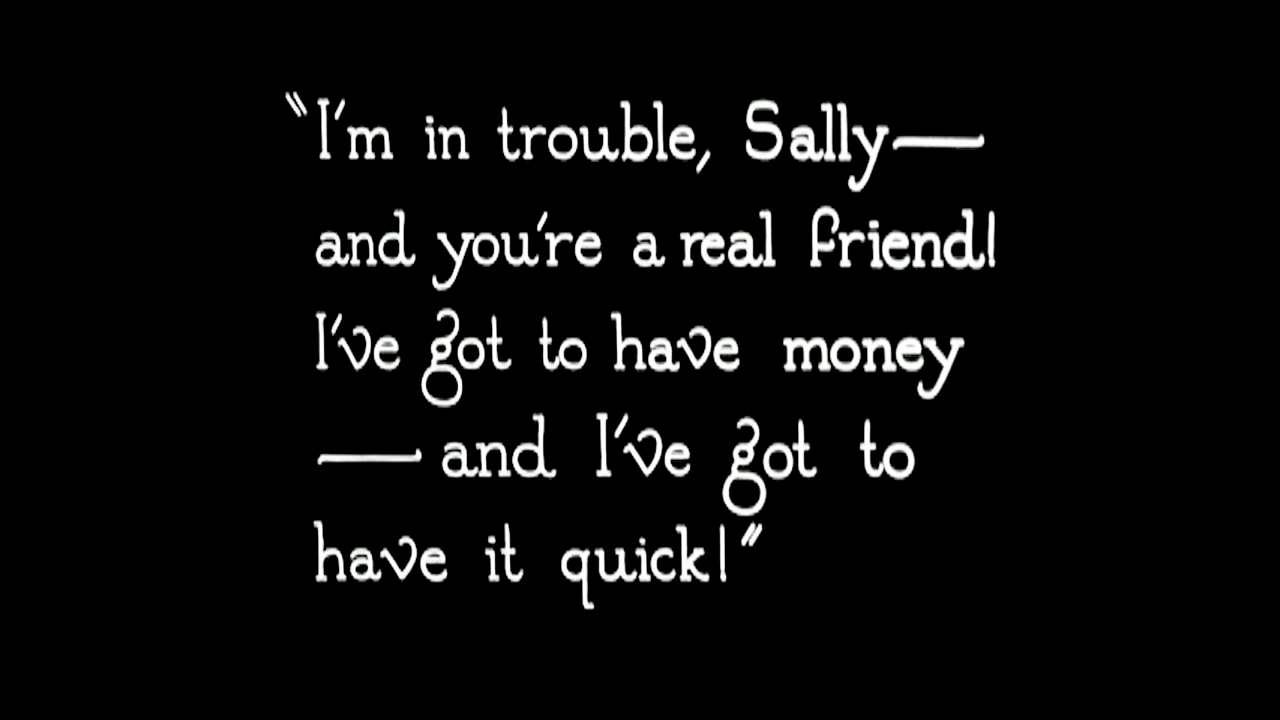 "I'm in trouble, Sally—
and you're a real friend!
I've got to have money
— and I've got to
have it quick!"